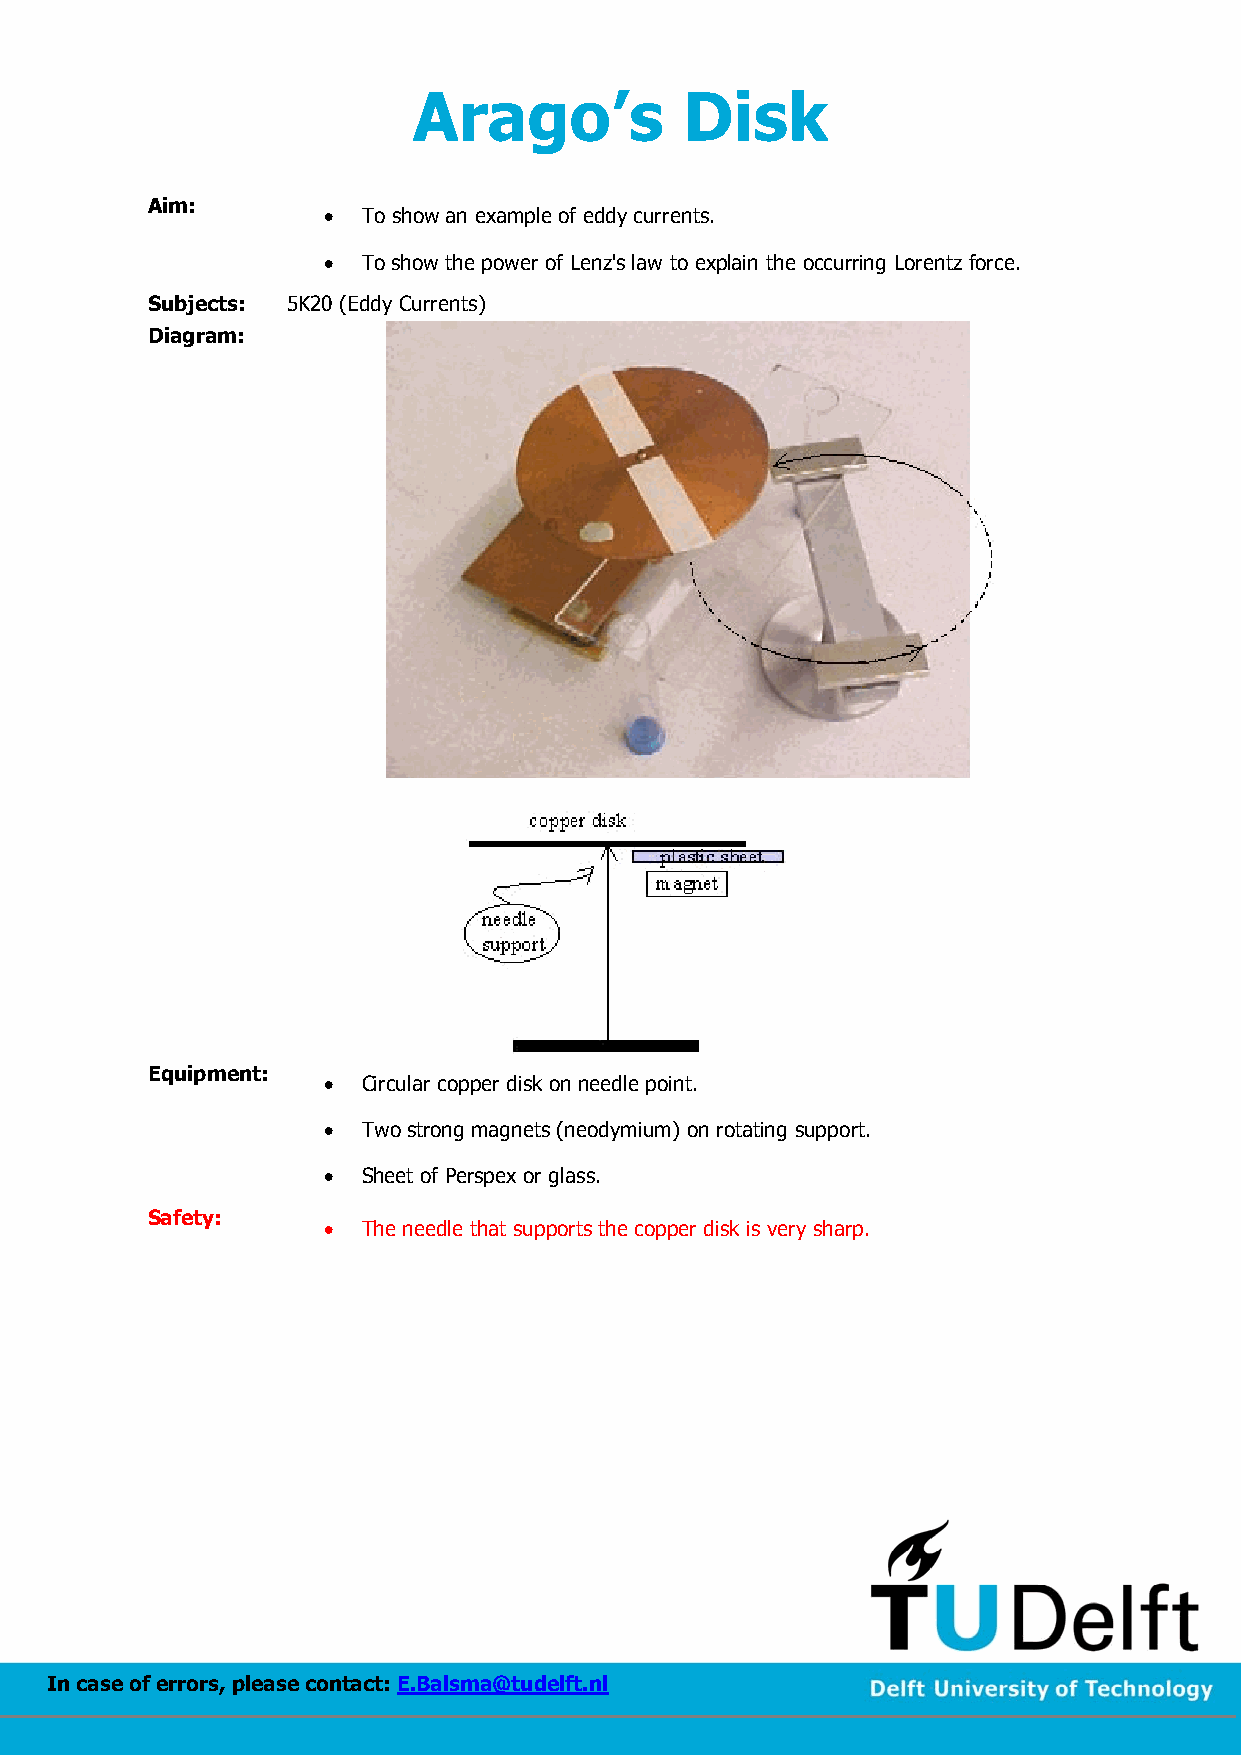 Arago’s Disk
Aim:
• To show an example of eddy currents.
• To show the power of Lenz's law to explain the occurring Lorentz force.
Subjects: 5K20 (Eddy Currents)
Diagram:
copper disk
plastic sheet
magnet
needle
support
Equipment:
• Circular copper disk on needle point.
• Two strong magnets (neodymium) on rotating support.
• Sheet of Perspex or glass.
Safety:
• The needle that supports the copper disk is very sharp.
TUDelft
In case of errors, please contact: E.Balsma@tudelft.nl
Delft University of Technology